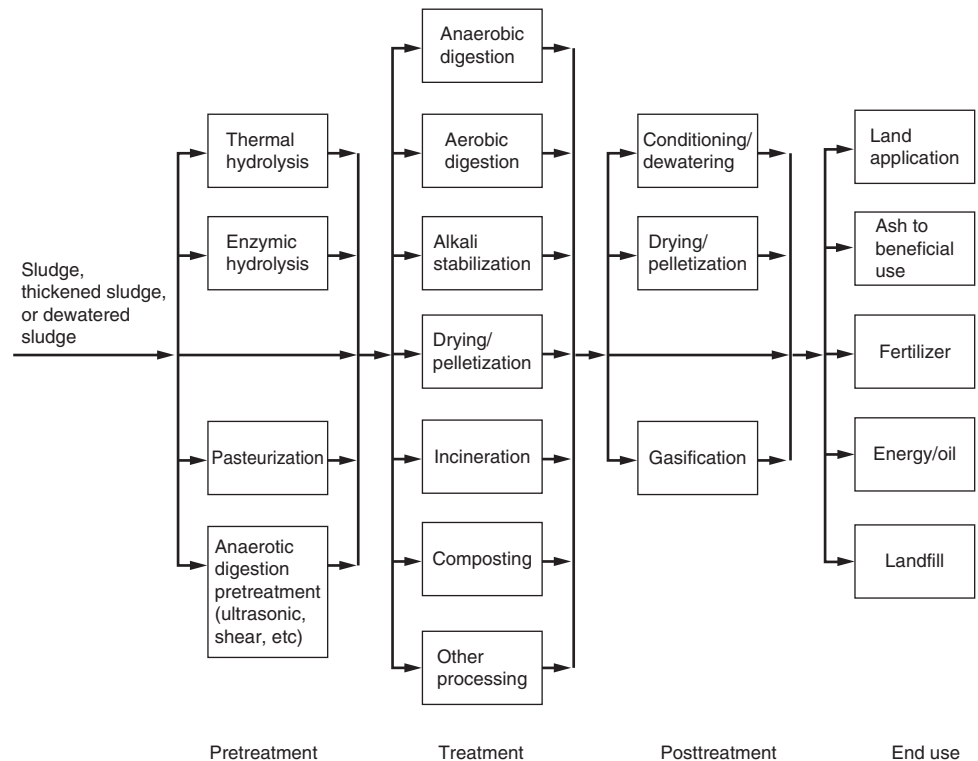 Sludge,
thickened sludge,
or dewatered
sludge
Thermal
hydrolysis
Enzymic
hydrolysis
Pasteurization
Anaerotic
digestion
pretreatment
(ultrasonic,
shear, etc)
Anaerobic
digestion
Aerobic
digestion
Alkali
stabilization
Drying/
pelletization
Incineration
Composting
Other
processing
Conditioning/
dewatering
Drying/
pelletization
Gasification
Land
application
Ash to
beneficial
use
Fertilizer
Energy/oil
Landfill
Pretreatment
Treatment
Posttreatment
End use